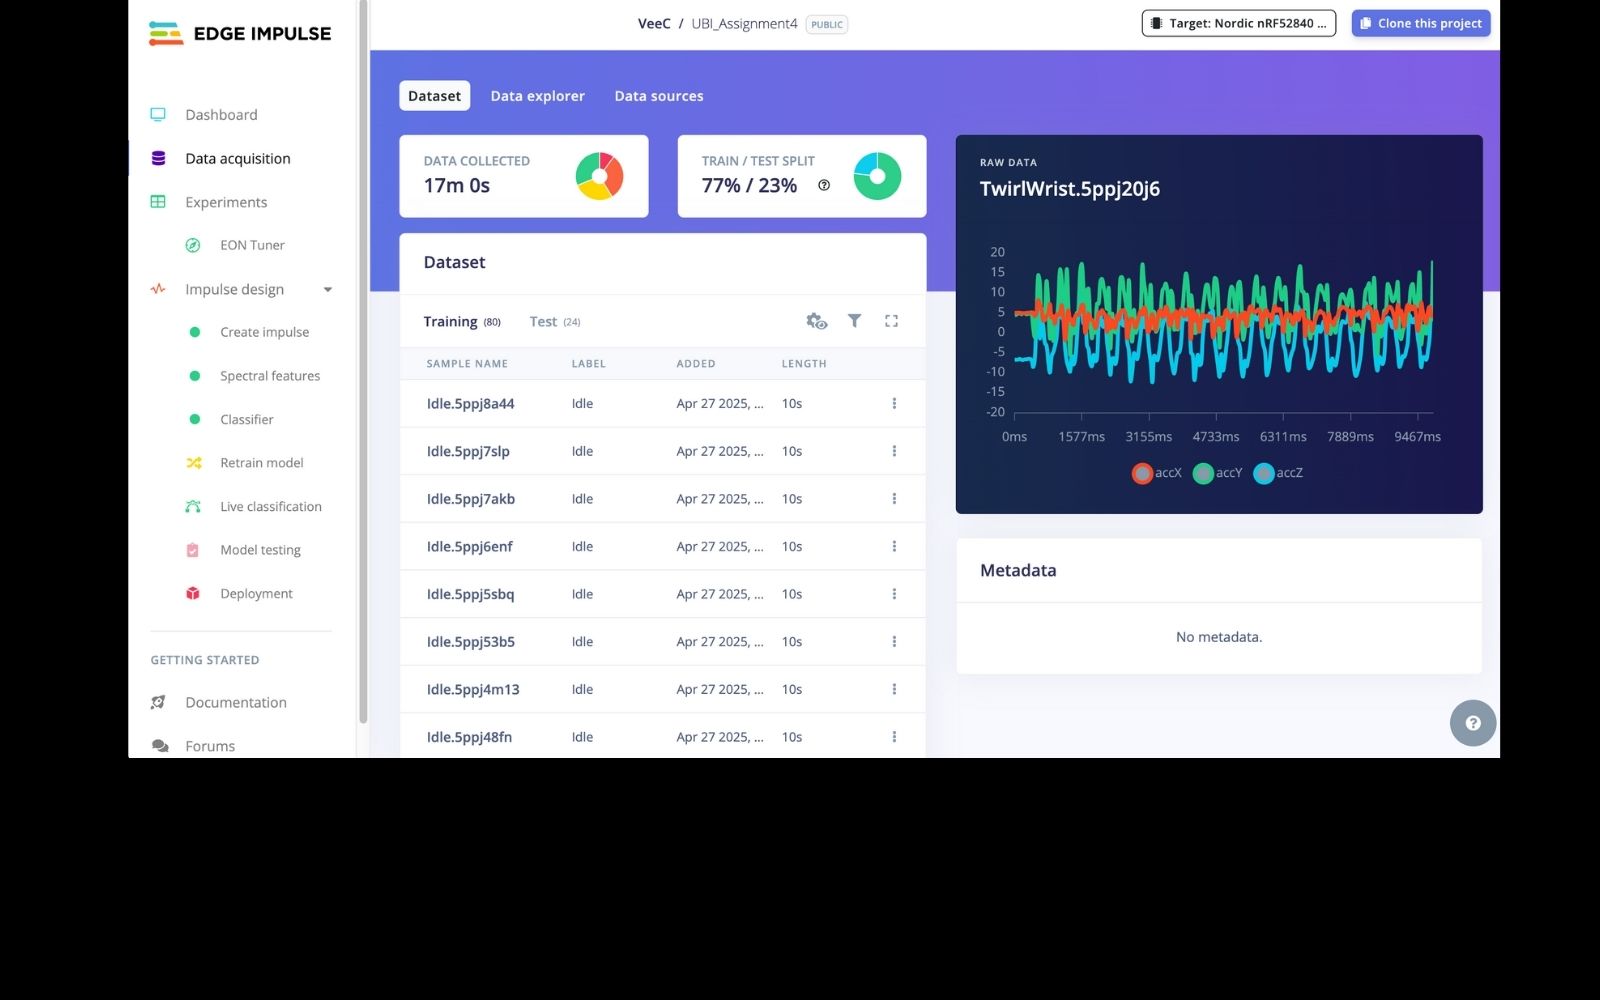 EDGE IMPULSE
VeeC / UBI_Assignment4 PUBLIC
Target: Nordic nRF52840 ...
Clone this project
Dashboard
Data acquisition
Experiments
EON Tuner
Impulse design
Create impulse
Spectral features
Classifier
Retrain model
Live classification
Model testing
Deployment
GETTING STARTED
Documentation
Forums
Dataset Data explorer Data sources
DATA COLLECTED
17m 0s
TRAIN / TEST SPLIT
77% / 23% ?
Dataset
Training (80) Test (24)
SAMPLE NAME LABEL ADDED LENGTH
Idle.5ppj8a44 Idle Apr 27 2025, ... 10s
Idle.5ppj7slp Idle Apr 27 2025, ... 10s
Idle.5ppj7akb Idle Apr 27 2025, ... 10s
Idle.5ppj6enf Idle Apr 27 2025, ... 10s
Idle.5ppj5sbq Idle Apr 27 2025, ... 10s
Idle.5ppj53b5 Idle Apr 27 2025, ... 10s
Idle.5ppj4m13 Idle Apr 27 2025, ... 10s
Idle.5ppj48fn Idle Apr 27 2025, ... 10s
RAW DATA
TwirlWrist.5ppj20j6
20
15
10
5
0
-5
-10
-15
-20
0ms 1577ms 3155ms 4733ms 6311ms 7889ms 9467ms
accX accY accZ
Metadata
No metadata.
?